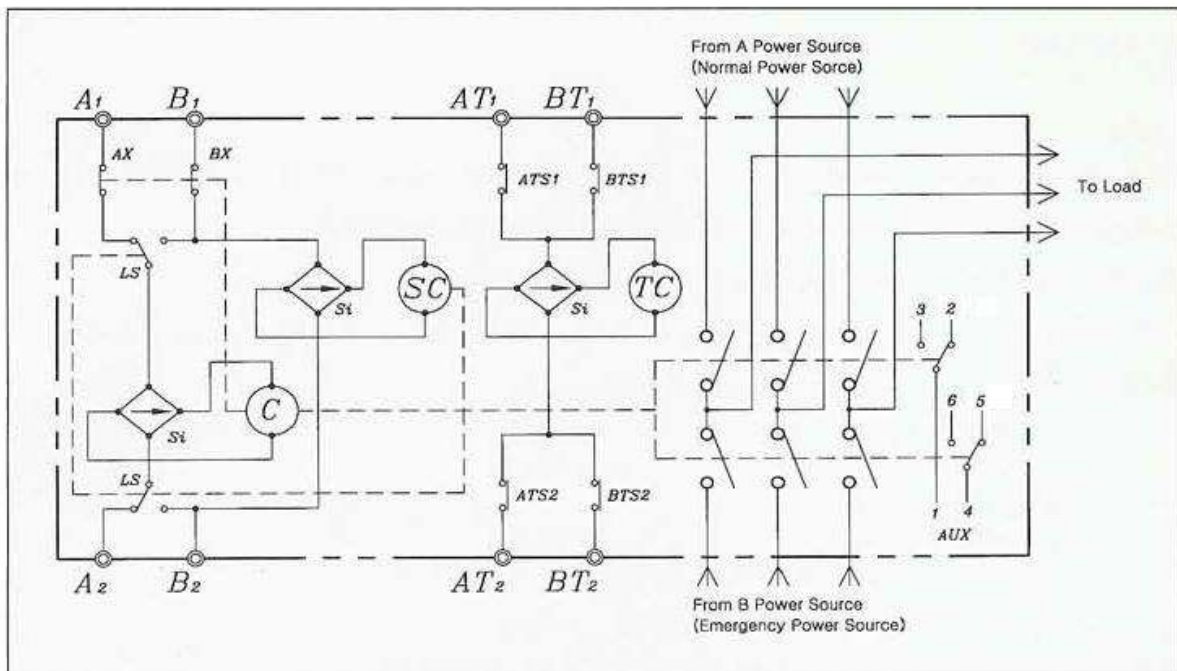 From A Power Source
(Normal Power Sorce)
A1 B1 AT1 BT1
AX BX
ATS1 BTS1
To Load
LS
SC TC
Si Si
3 2
C
6 5
Si
LS
ATS2 BTS2
1 4
AUX
A2 B2 AT2 BT2
From B Power Source
(Emergency Power Source)